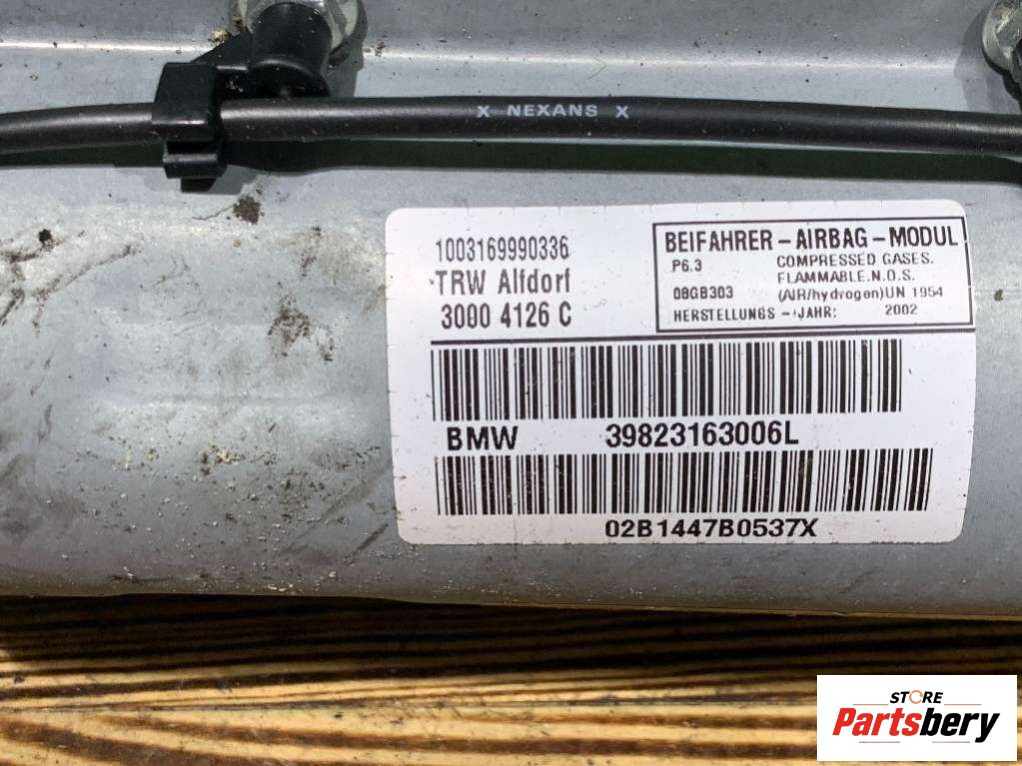 X NEXANS X
1003169990336
TRW Alfdorf
3000 4126 C
BEIFAHRER - AIRBAG - MODUL
P6.3 COMPRESSED GASES.
FLAMMABLE.N.O.S.
08GB303 (AIR/hydrogen) UN 1954
HERSTELLUNGS - JAHR: 2002
BMW 39823163006L
02B1447B0537X
STORE
Partsbery